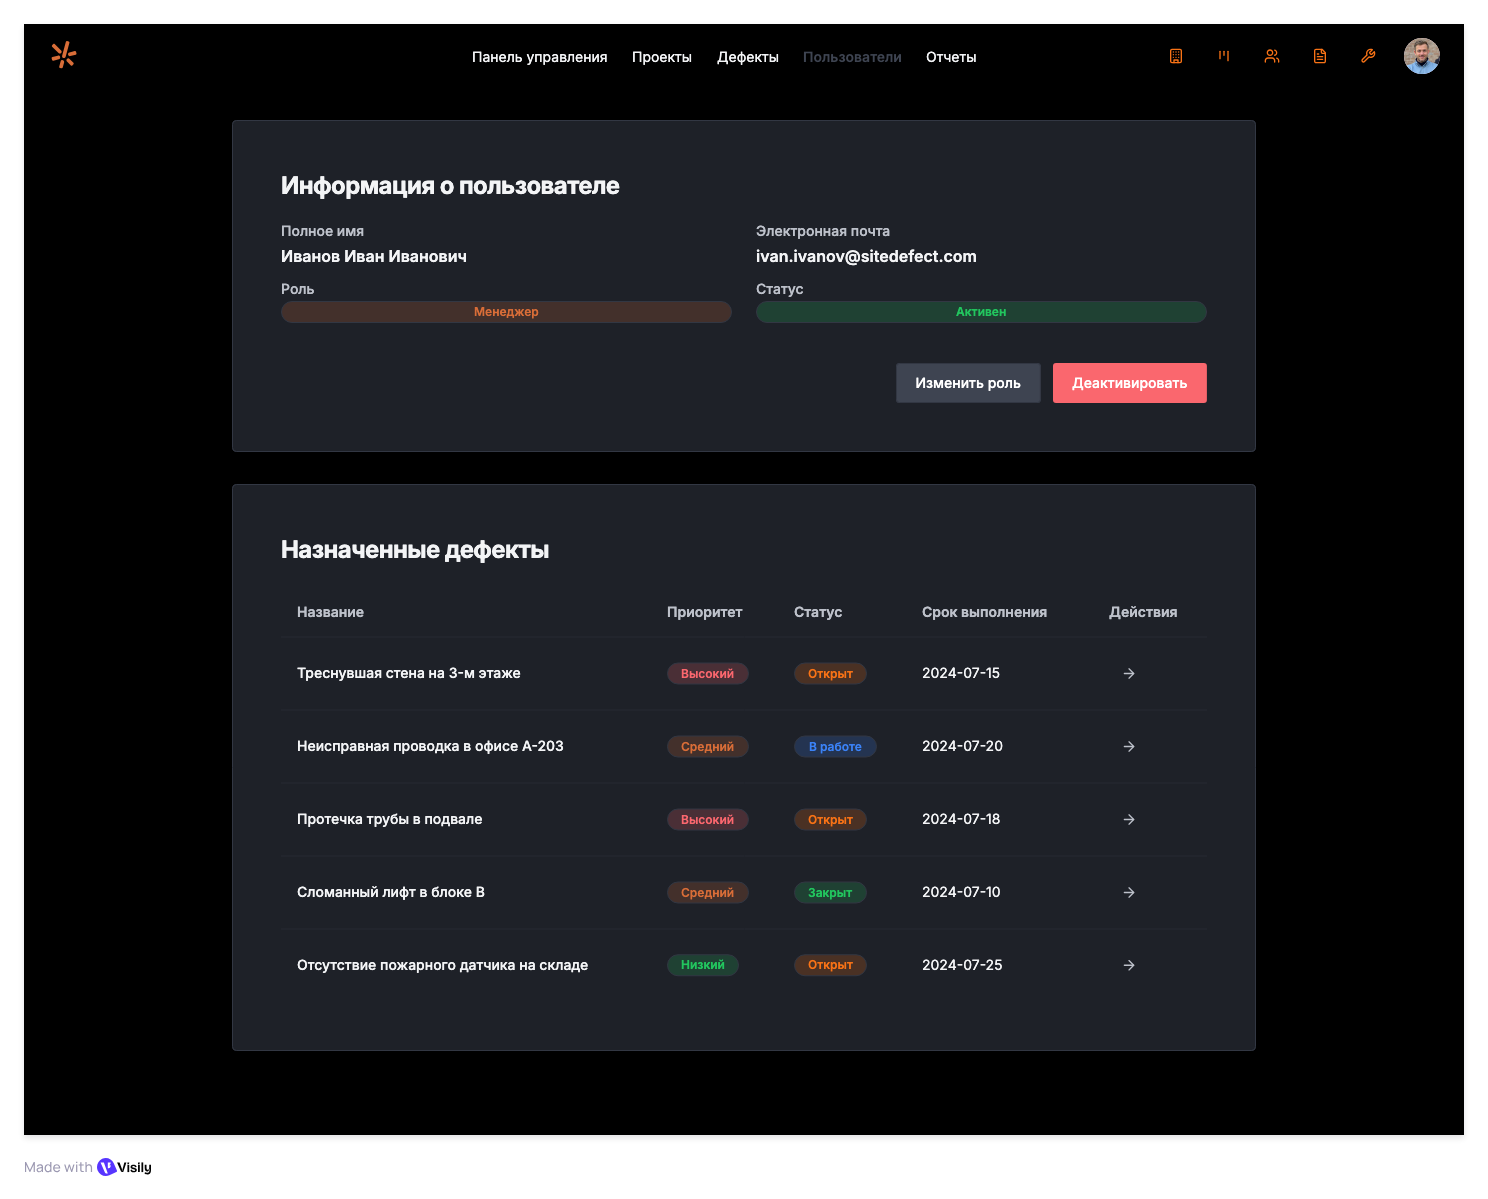 Панель управления Проекты Дефекты Пользователи Отчеты
Информация о пользователе
Полное имя Электронная почта
Иванов Иван Иванович ivan.ivanov@sitedefect.com
Роль Статус
Менеджер Активен
Изменить роль Деактивировать
Назначенные дефекты
Название Приоритет Статус Срок выполнения Действия
Треснувшая стена на 3-м этаже Высокий Открыт 2024-07-15
Неисправная проводка в офисе А-203 Средний В работе 2024-07-20
Протечка трубы в подвале Высокий Открыт 2024-07-18
Сломанный лифт в блоке В Средний Закрыт 2024-07-10
Отсутствие пожарного датчика на складе Низкий Открыт 2024-07-25
Made with Visily